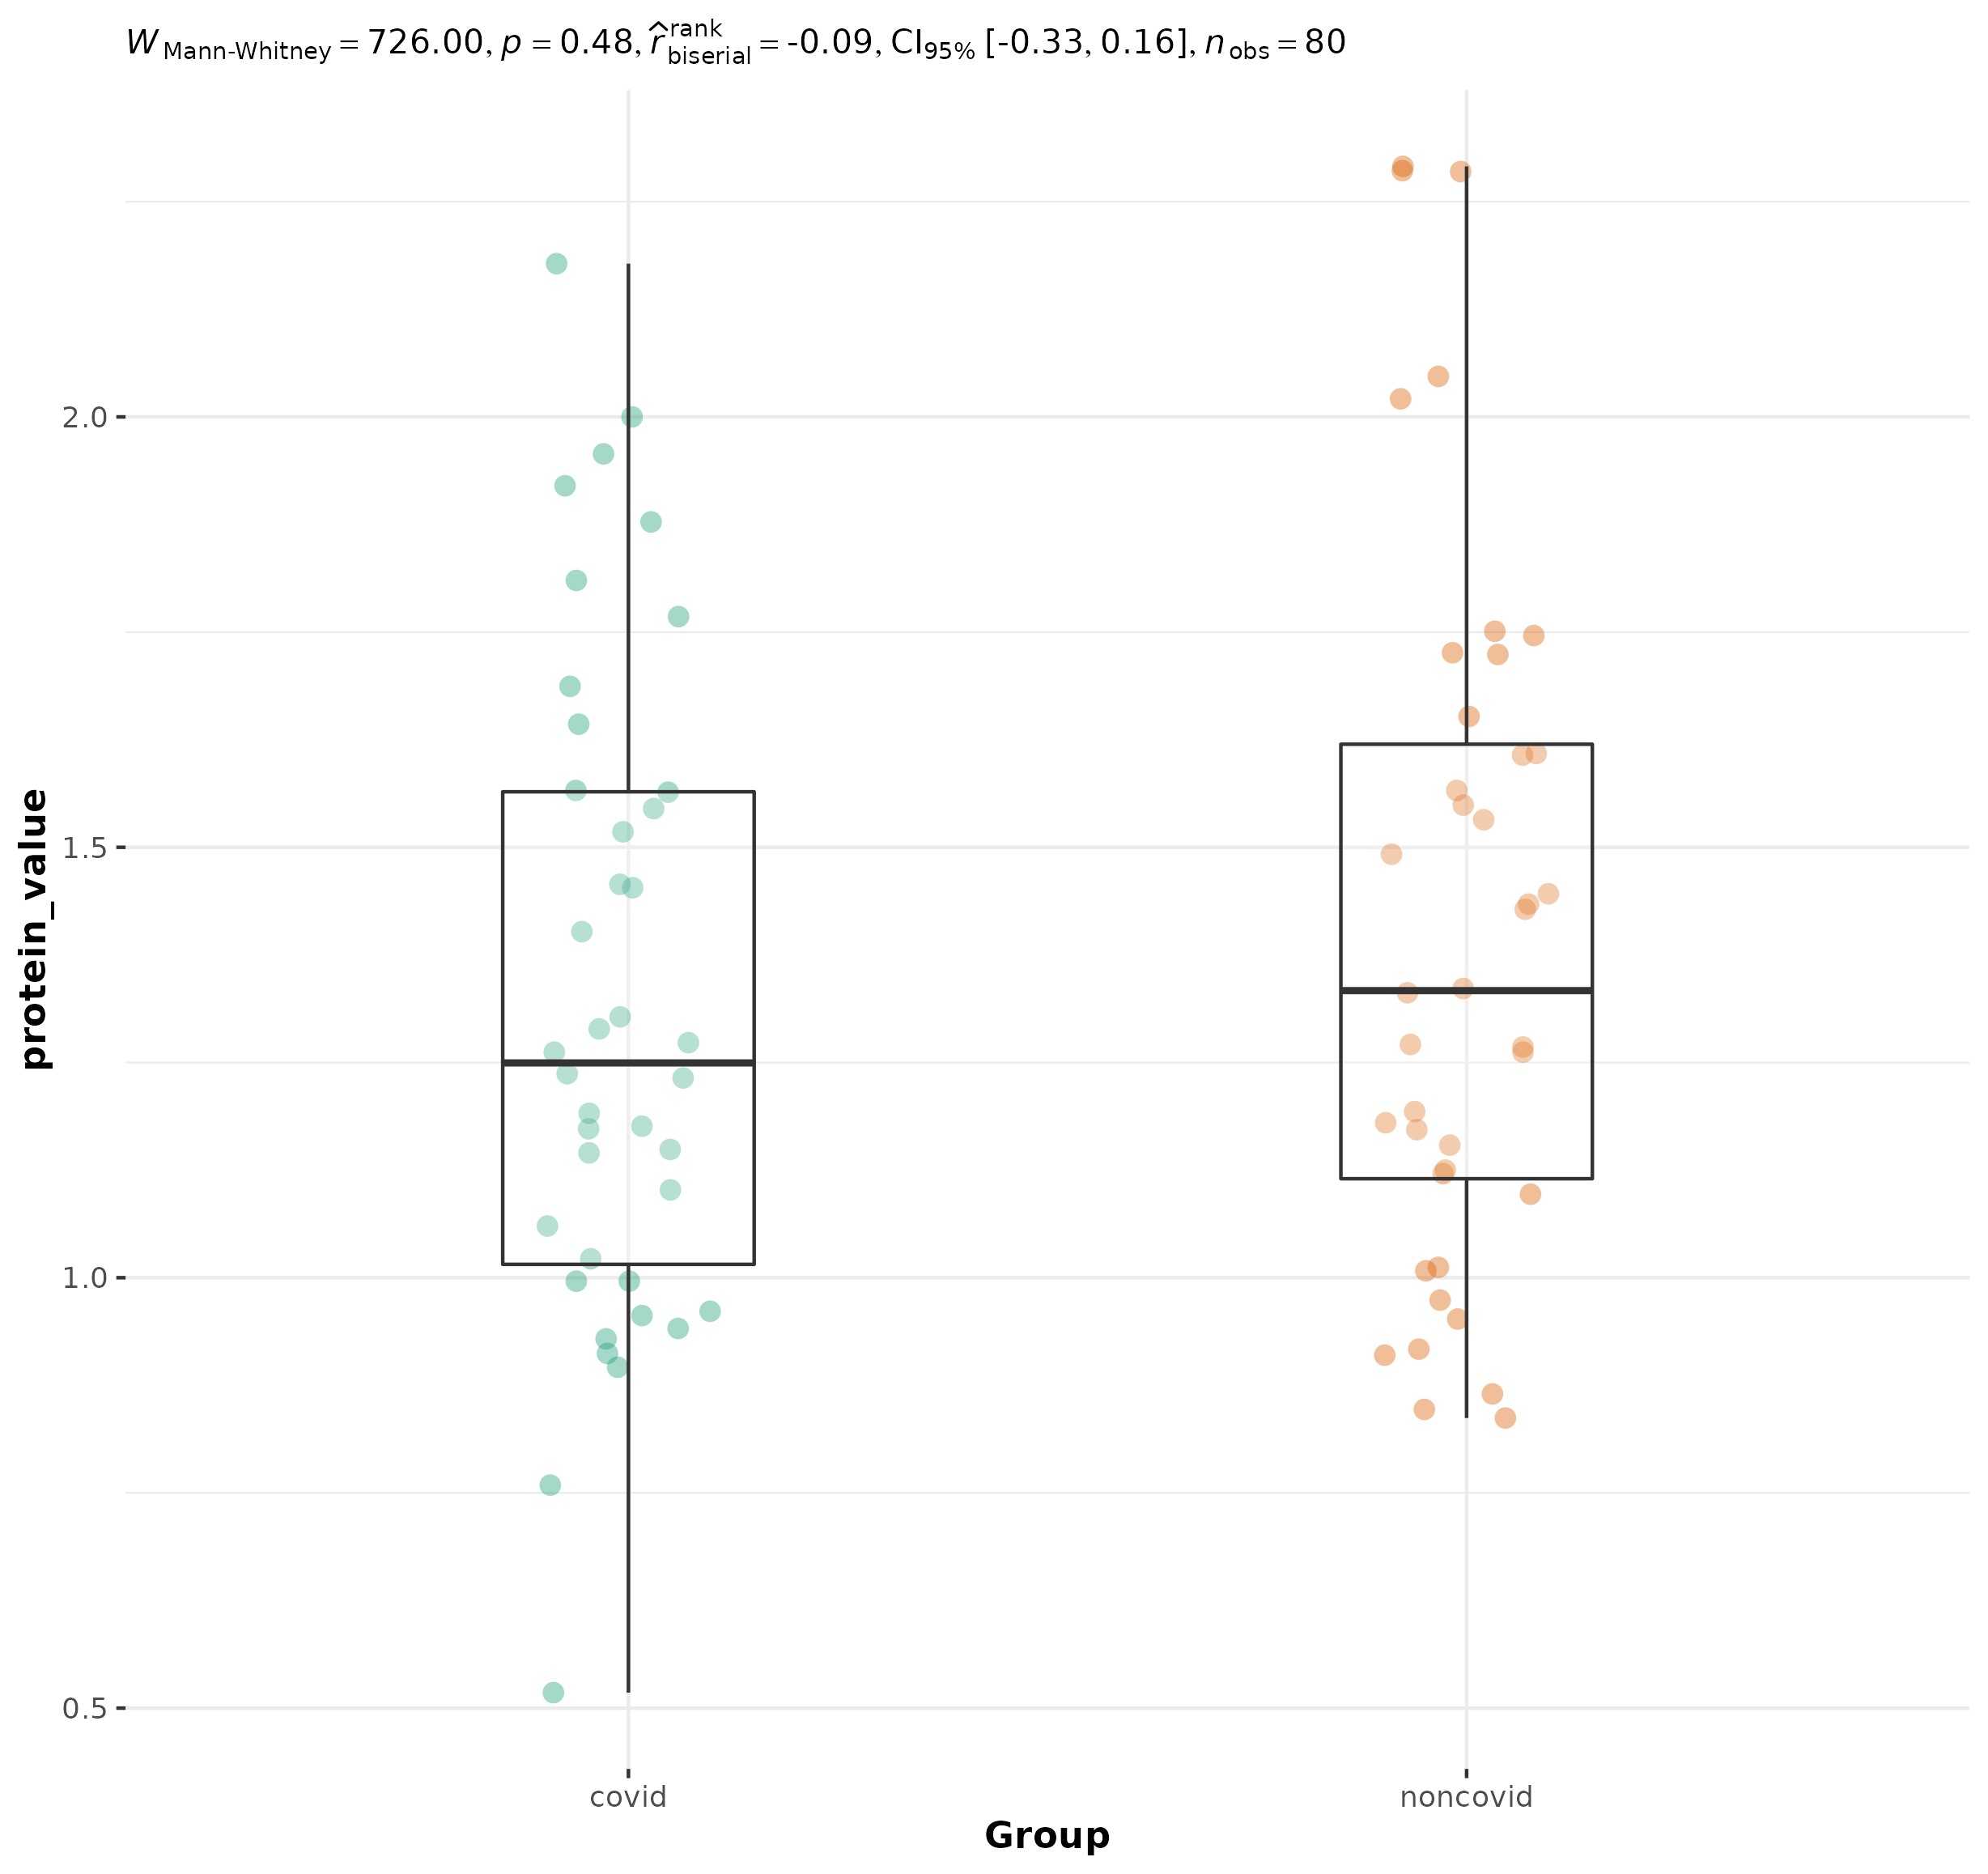 W Mann-Whitney = 726.00, p = 0.48, r̂ rank biserial = -0.09, CI95% [-0.33, 0.16], n obs = 80
2.0
1.5
1.0
0.5
protein_value
covid noncovid
Group